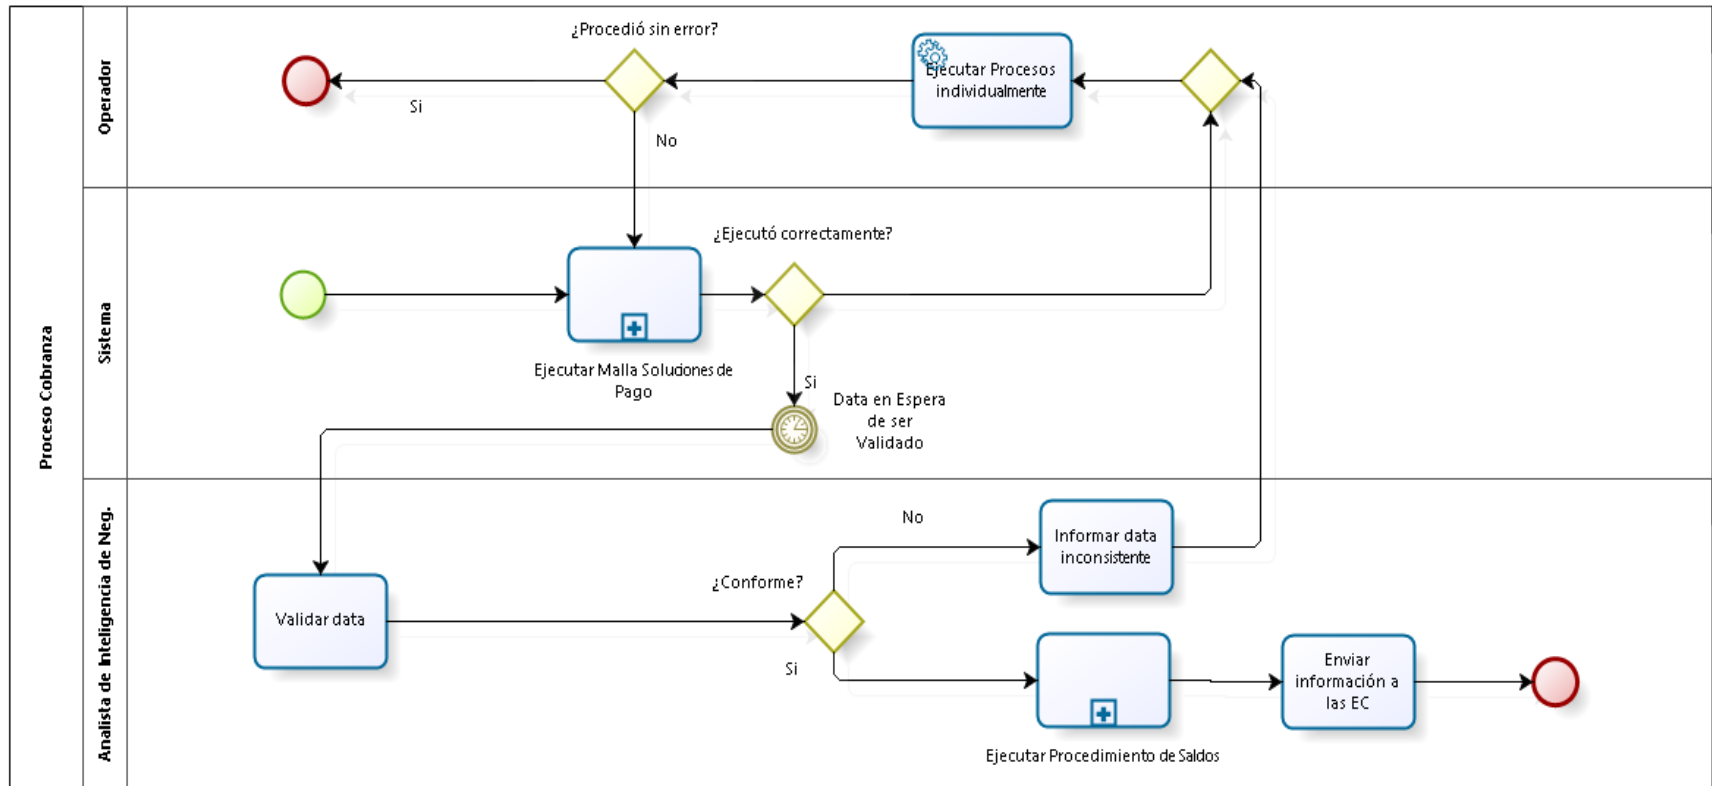 Proceso Cobranza
Operador
¿Procedió sin error?
Si
No
Ejecutar Procesos
individualmente
Sistema
¿Ejecutó correctamente?
Ejecutar Malla Soluciones de
Pago
Si
Data en Espera
de ser
Validado
Analista de Inteligencia de Neg.
Validar data
¿Conforme?
No
Si
Informar data
inconsistente
Ejecutar Procedimiento de Saldos
Enviar
información a
las EC